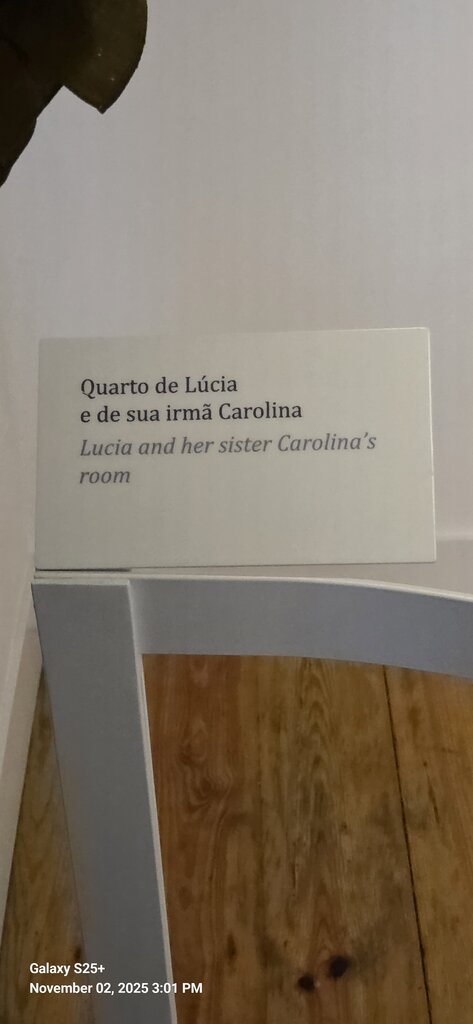 Quarto de Lúcia
e de sua irmã Carolina
Lucia and her sister Carolina's
room
Galaxy S25+
November 02, 2025 3:01 PM